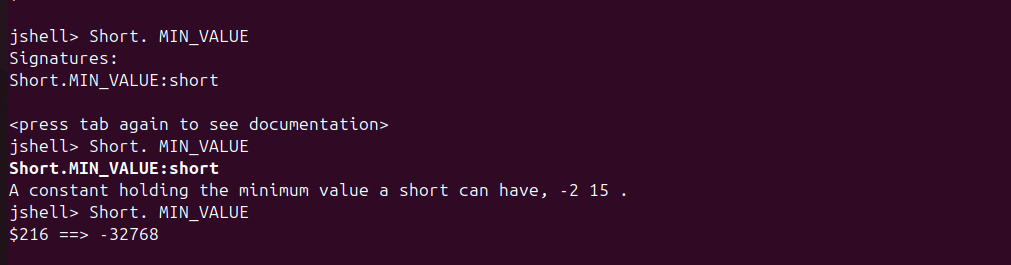 jshell> Short. MIN_VALUE
Signatures:
Short.MIN_VALUE:short
<press tab again to see documentation>
jshell> Short. MIN_VALUE
Short.MIN_VALUE:short
A constant holding the minimum value a short can have, -2 15 .
jshell> Short. MIN_VALUE
$216 ==> -32768